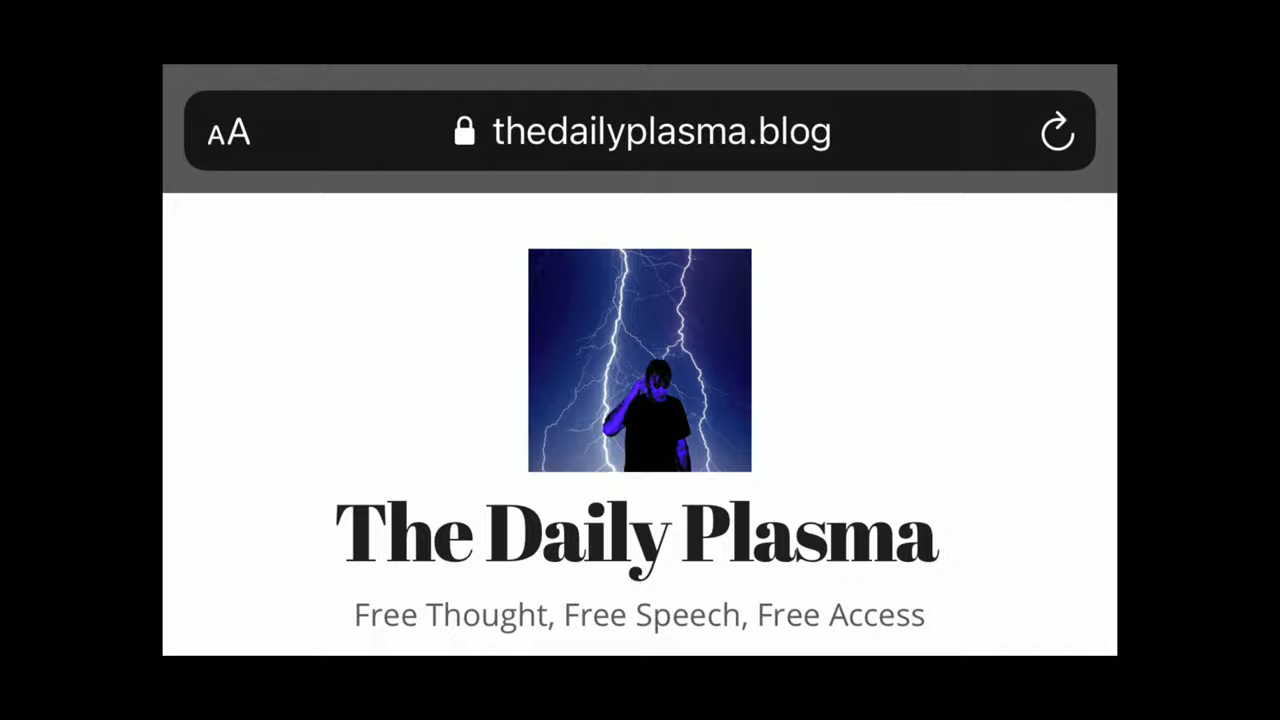 AA thedailyplasma.blog
The Daily Plasma
Free Thought, Free Speech, Free Access